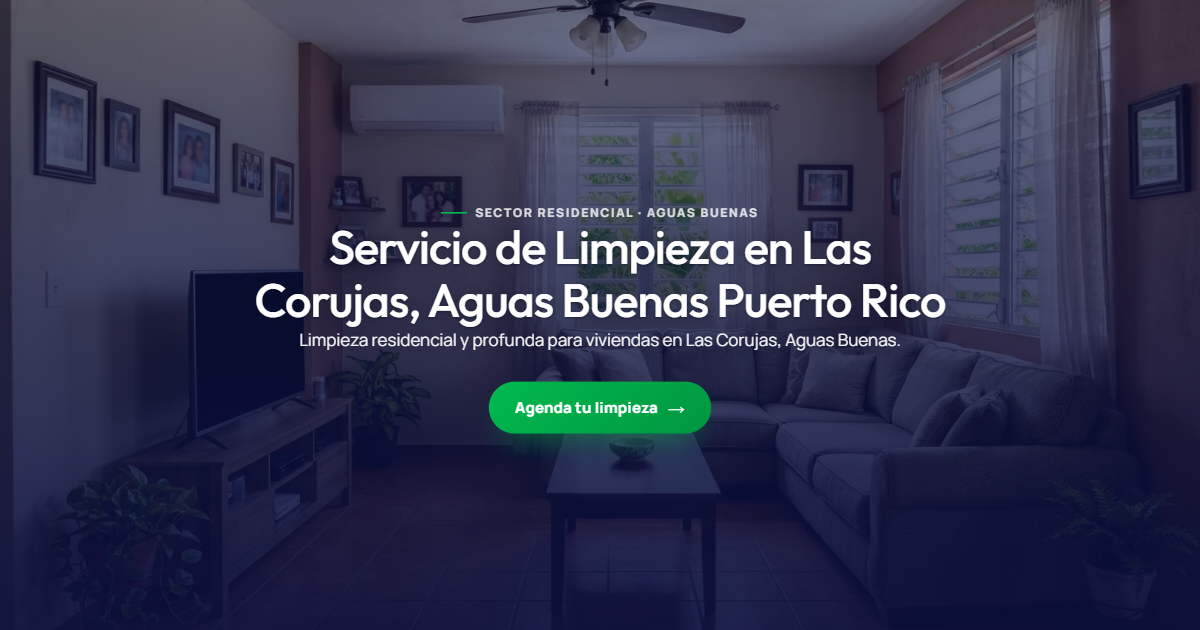 SECTOR RESIDENCIAL · AGUAS BUENAS
Servicio de Limpieza en Las
Corujas, Aguas Buenas Puerto Rico
Limpieza residencial y profunda para viviendas en Las Corujas, Aguas Buenas.
Agenda tu limpieza →